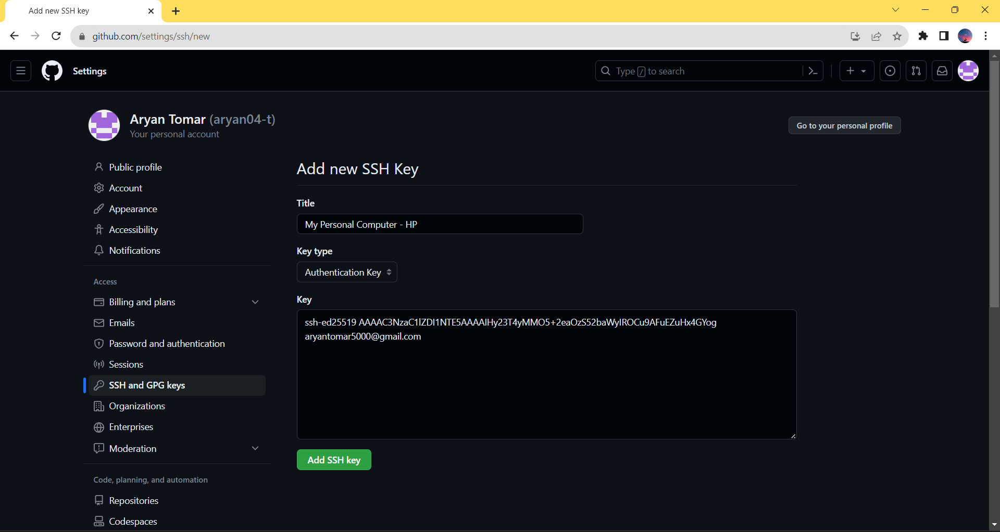 Add new SSH key
github.com/settings/ssh/new
Settings
Type / to search
Aryan Tomar (aryan04-t)
Your personal account
Go to your personal profile
Public profile
Account
Appearance
Accessibility
Notifications
Access
Billing and plans
Emails
Password and authentication
Sessions
SSH and GPG keys
Organizations
Enterprises
Moderation
Code, planning, and automation
Repositories
Codespaces
Add new SSH Key
Title
My Personal Computer - HP
Key type
Authentication Key
Key
ssh-ed25519 AAAAC3NzaC1lZDI1NTE5AAAAIHy23T4yMMO5+2eaOzS52baWyIROCu9AFuEZuHx4GYog
aryantomar5000@gmail.com
Add SSH key